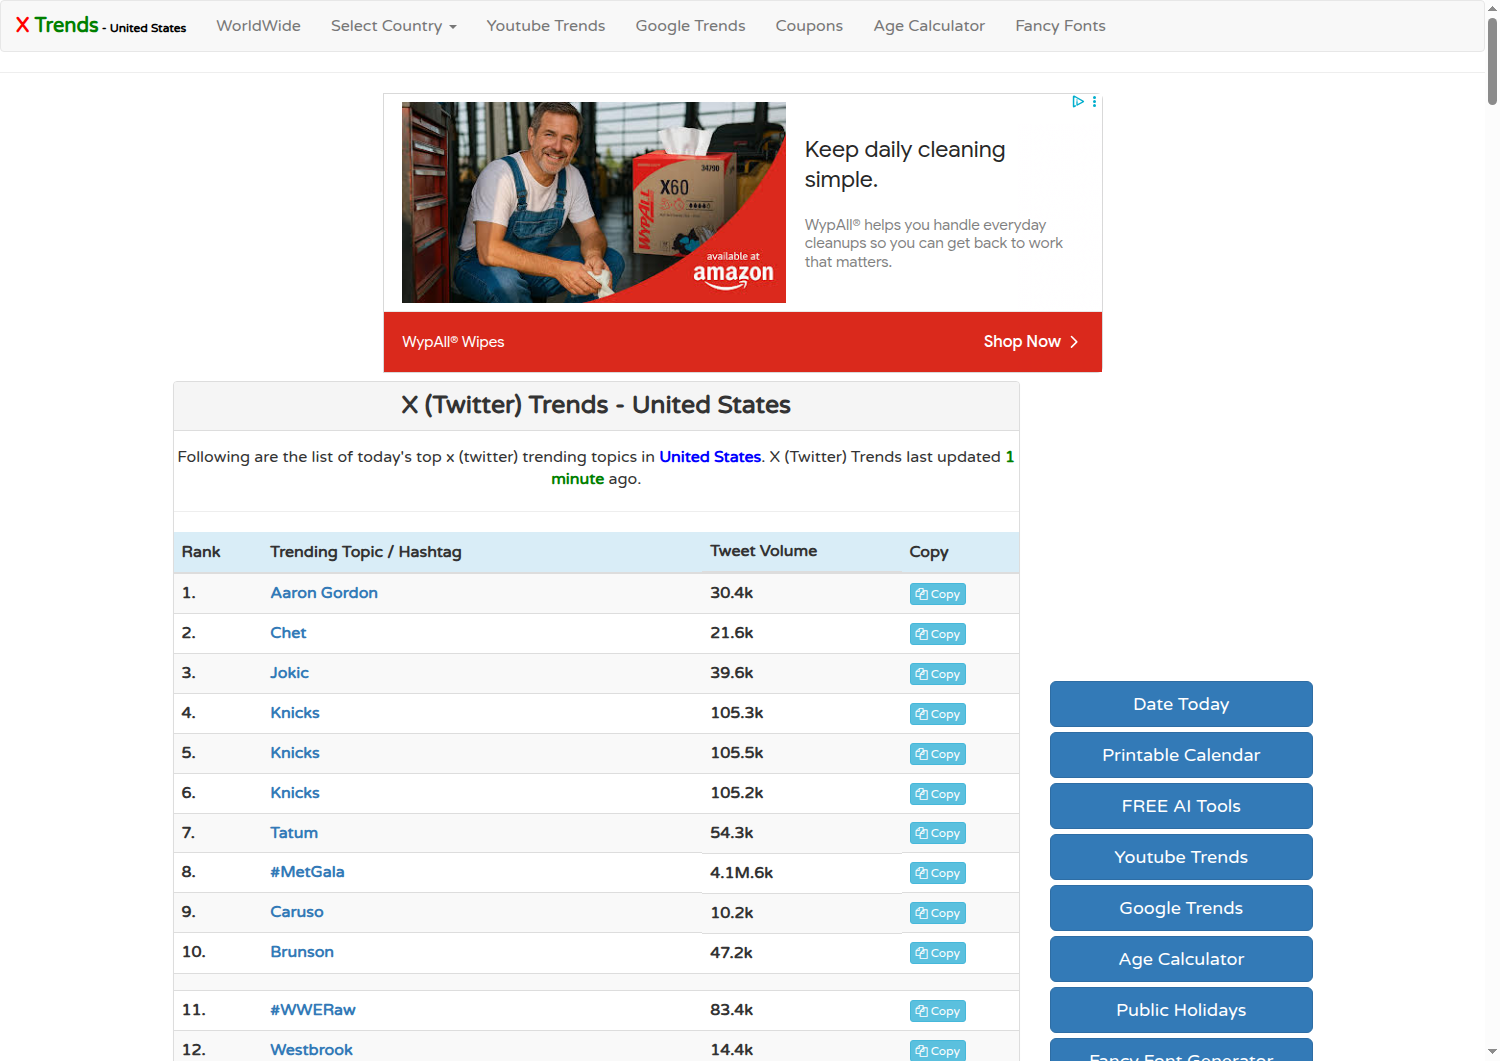 X Trends - United States
WorldWide
Select Country
Youtube Trends
Google Trends
Coupons
Age Calculator
Fancy Fonts
34790
X60
WYPALL
available at
amazon
Keep daily cleaning
simple.
WypAll® helps you handle everyday
cleanups so you can get back to work
that matters.
WypAll® Wipes
Shop Now
X (Twitter) Trends - United States
Following are the list of today's top x (twitter) trending topics in United States. X (Twitter) Trends last updated 1
minute ago.
Rank Trending Topic / Hashtag Tweet Volume Copy
1. Aaron Gordon 30.4k Copy
2. Chet 21.6k Copy
3. Jokic 39.6k Copy
4. Knicks 105.3k Copy
5. Knicks 105.5k Copy
6. Knicks 105.2k Copy
7. Tatum 54.3k Copy
8. #MetGala 4.1M.6k Copy
9. Caruso 10.2k Copy
10. Brunson 47.2k Copy
11. #WWERaw 83.4k Copy
12. Westbrook 14.4k Copy
Date Today
Printable Calendar
FREE AI Tools
Youtube Trends
Google Trends
Age Calculator
Public Holidays
Fancy Font Generator